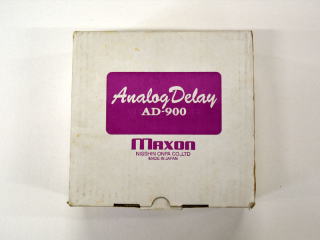 Analog Delay
AD-900
maxon
NISSHIN ONPA CO.,LTD
MADE IN JAPAN